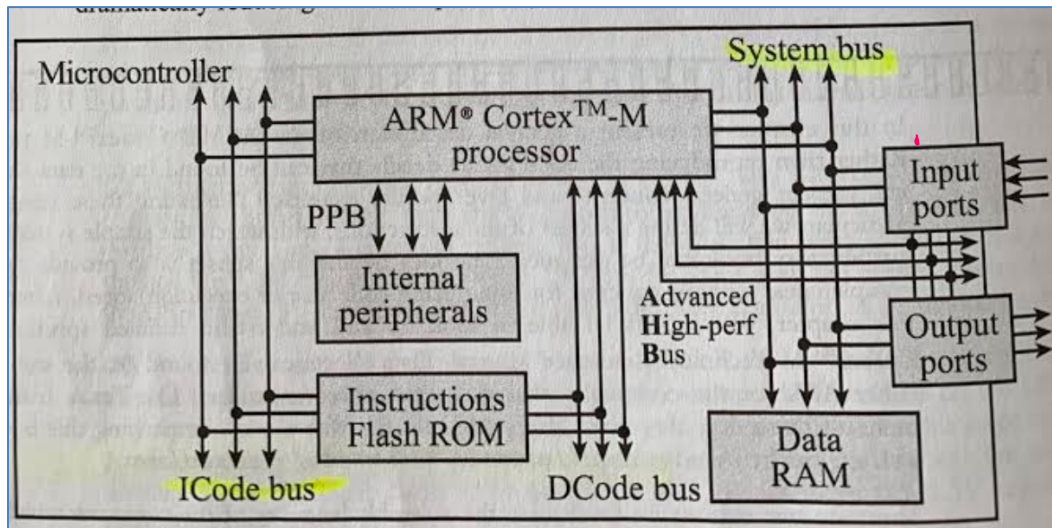 Microcontroller
System bus
ARM® Cortex™-M
processor
Input
ports
PPB
Internal
peripherals
Advanced
High-perf
Bus
Output
ports
Instructions
Flash ROM
Data
RAM
ICode bus
DCode bus